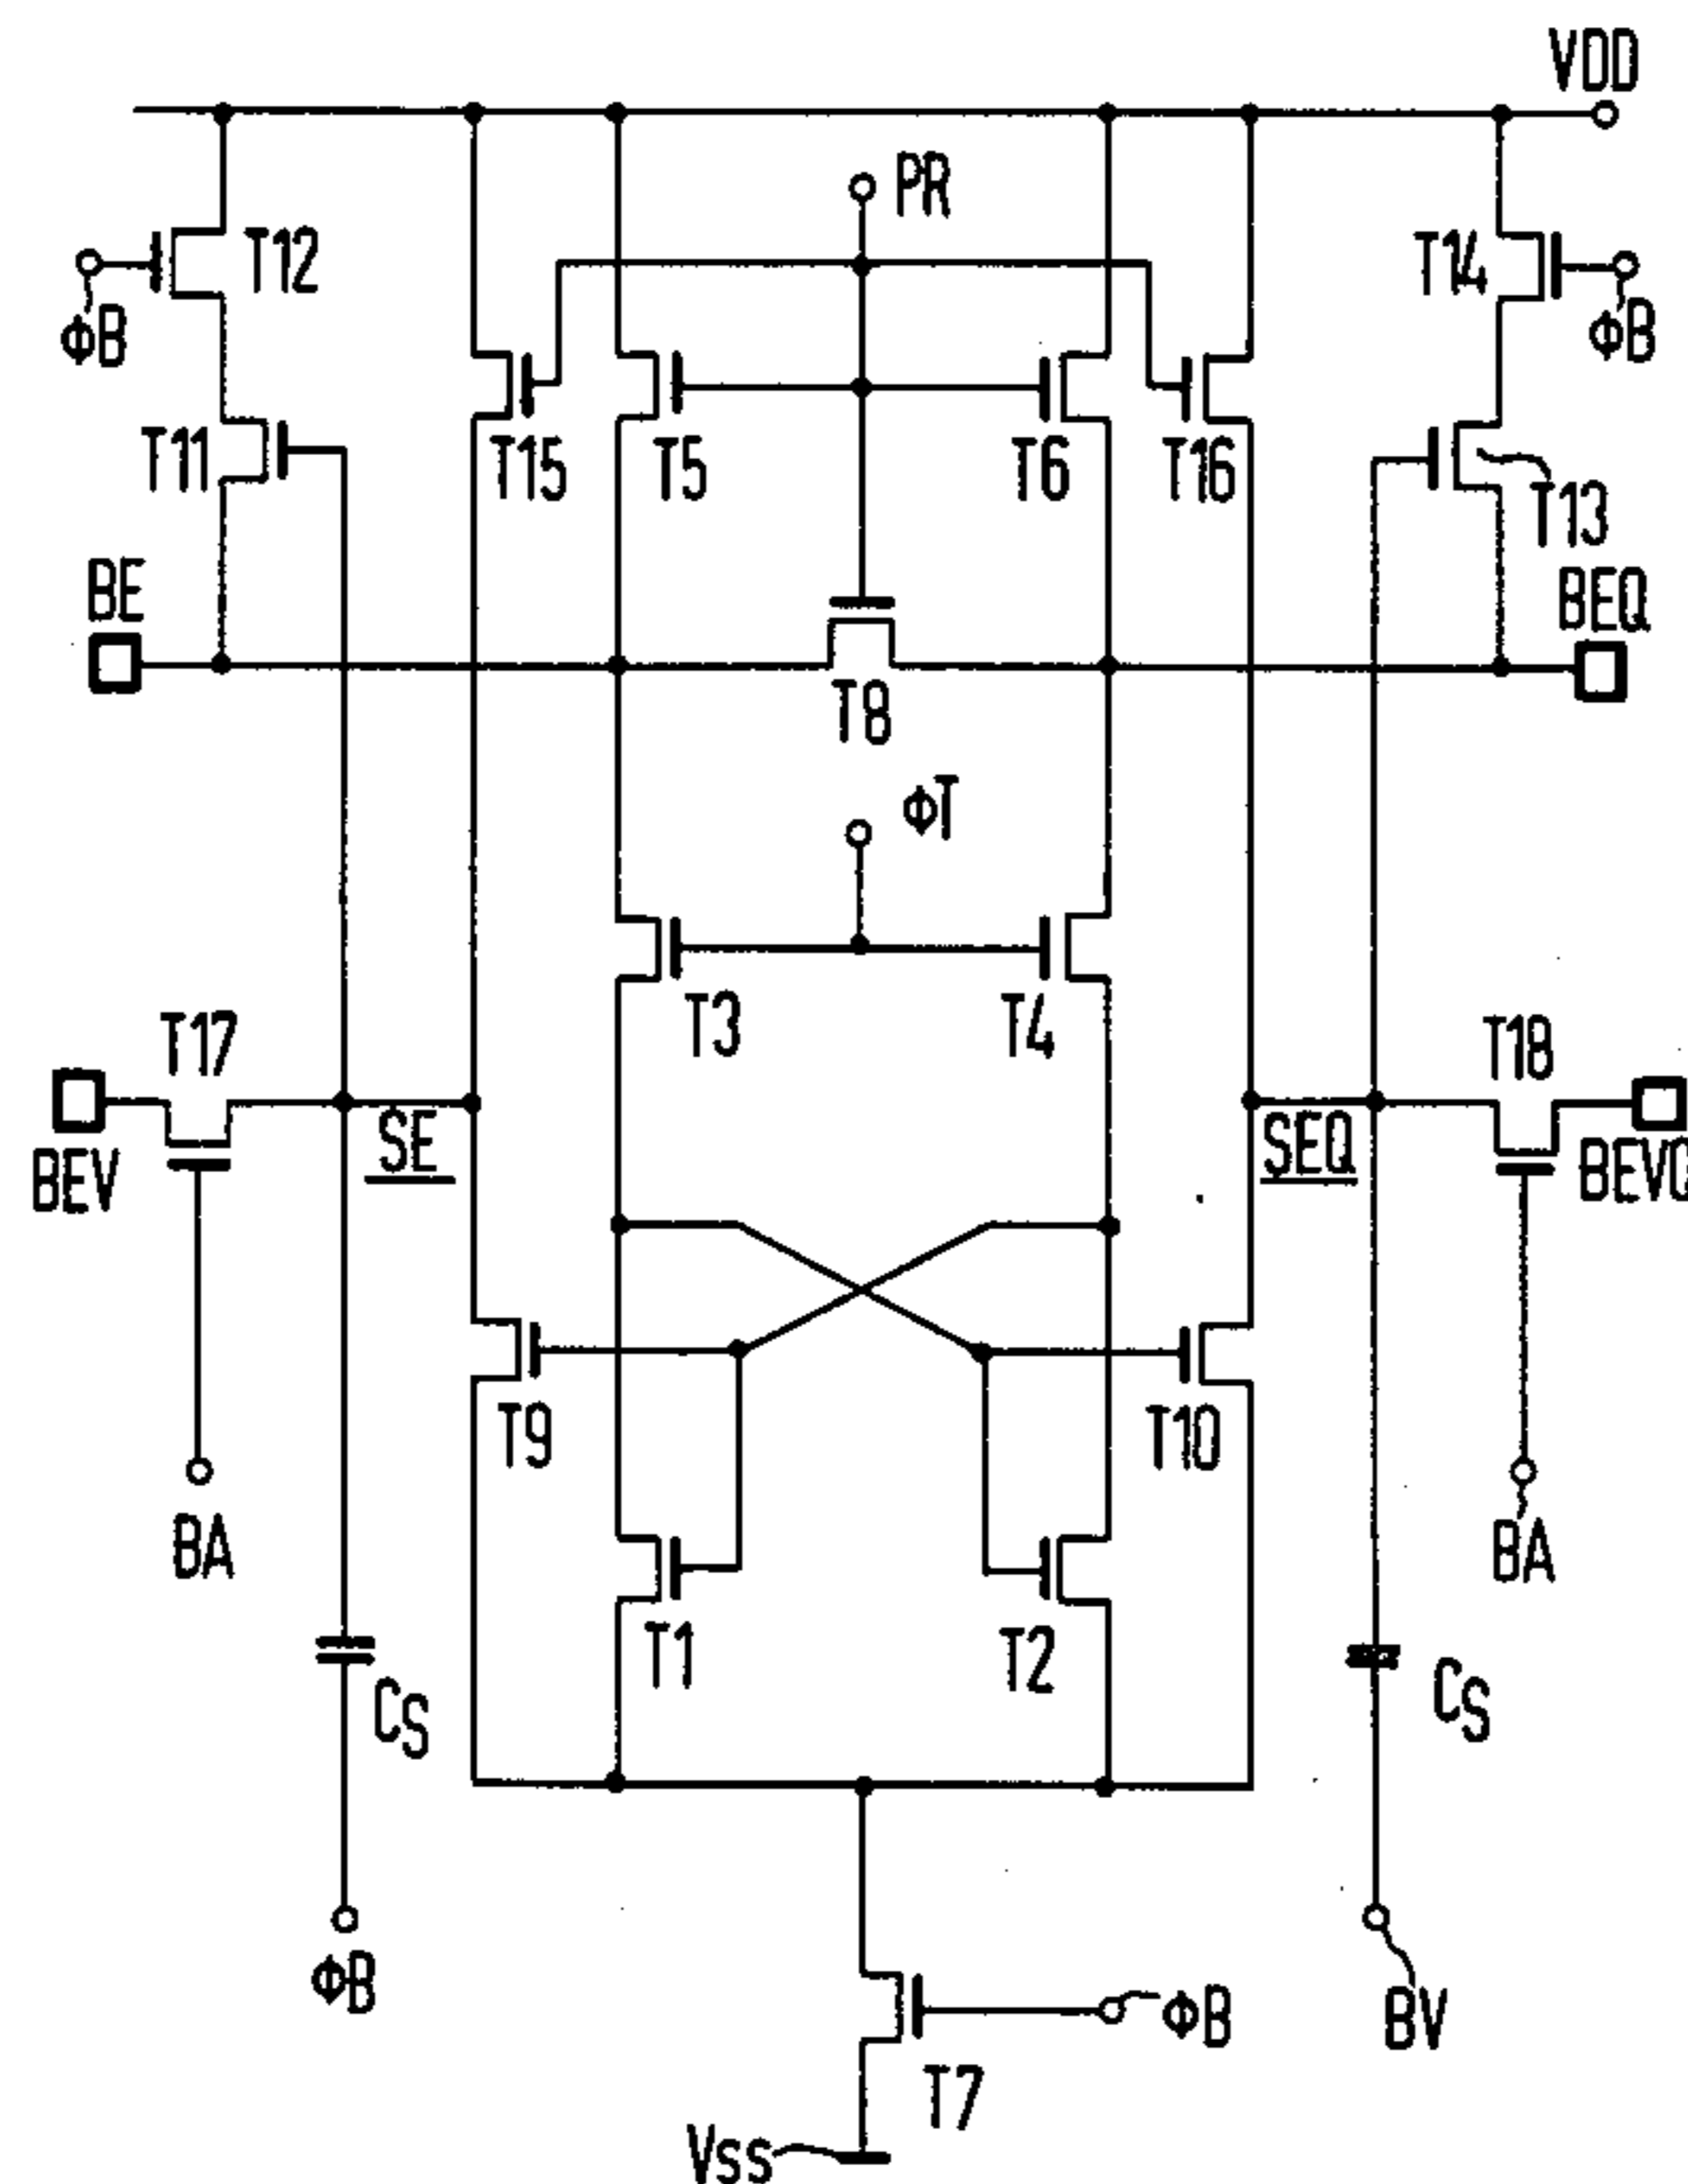 VDD
PR
T12
T14
ΦB
ΦB
T11
T15
T5
T6
T16
T13
BE
BEQ
T8
ΦT
T3
T4
T17
T18
SE
SEQ
BEV
BEVQ
T9
T10
BA
BA
T1
T2
CS
CS
ΦB
ΦB
BV
T7
VSS